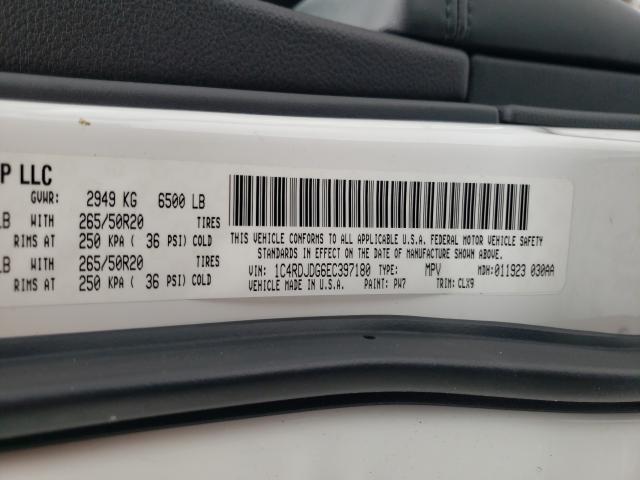 P LLC
GVWR: 2949 KG 6500 LB
LB WITH 265/50R20 TIRES
RIMS AT 250 KPA ( 36 PSI) COLD
LB WITH 265/50R20 TIRES
RIMS AT 250 KPA ( 36 PSI) COLD
THIS VEHICLE CONFORMS TO ALL APPLICABLE U.S.A. FEDERAL MOTOR VEHICLE SAFETY
STANDARDS IN EFFECT ON THE DATE OF MANUFACTURE SHOWN ABOVE.
VIN: 1C4RDJDG6EC397180 TYPE: MPV MDH: 011923 030AA
VEHICLE MADE IN U.S.A. PAINT: PW7 TRIM: CLX9